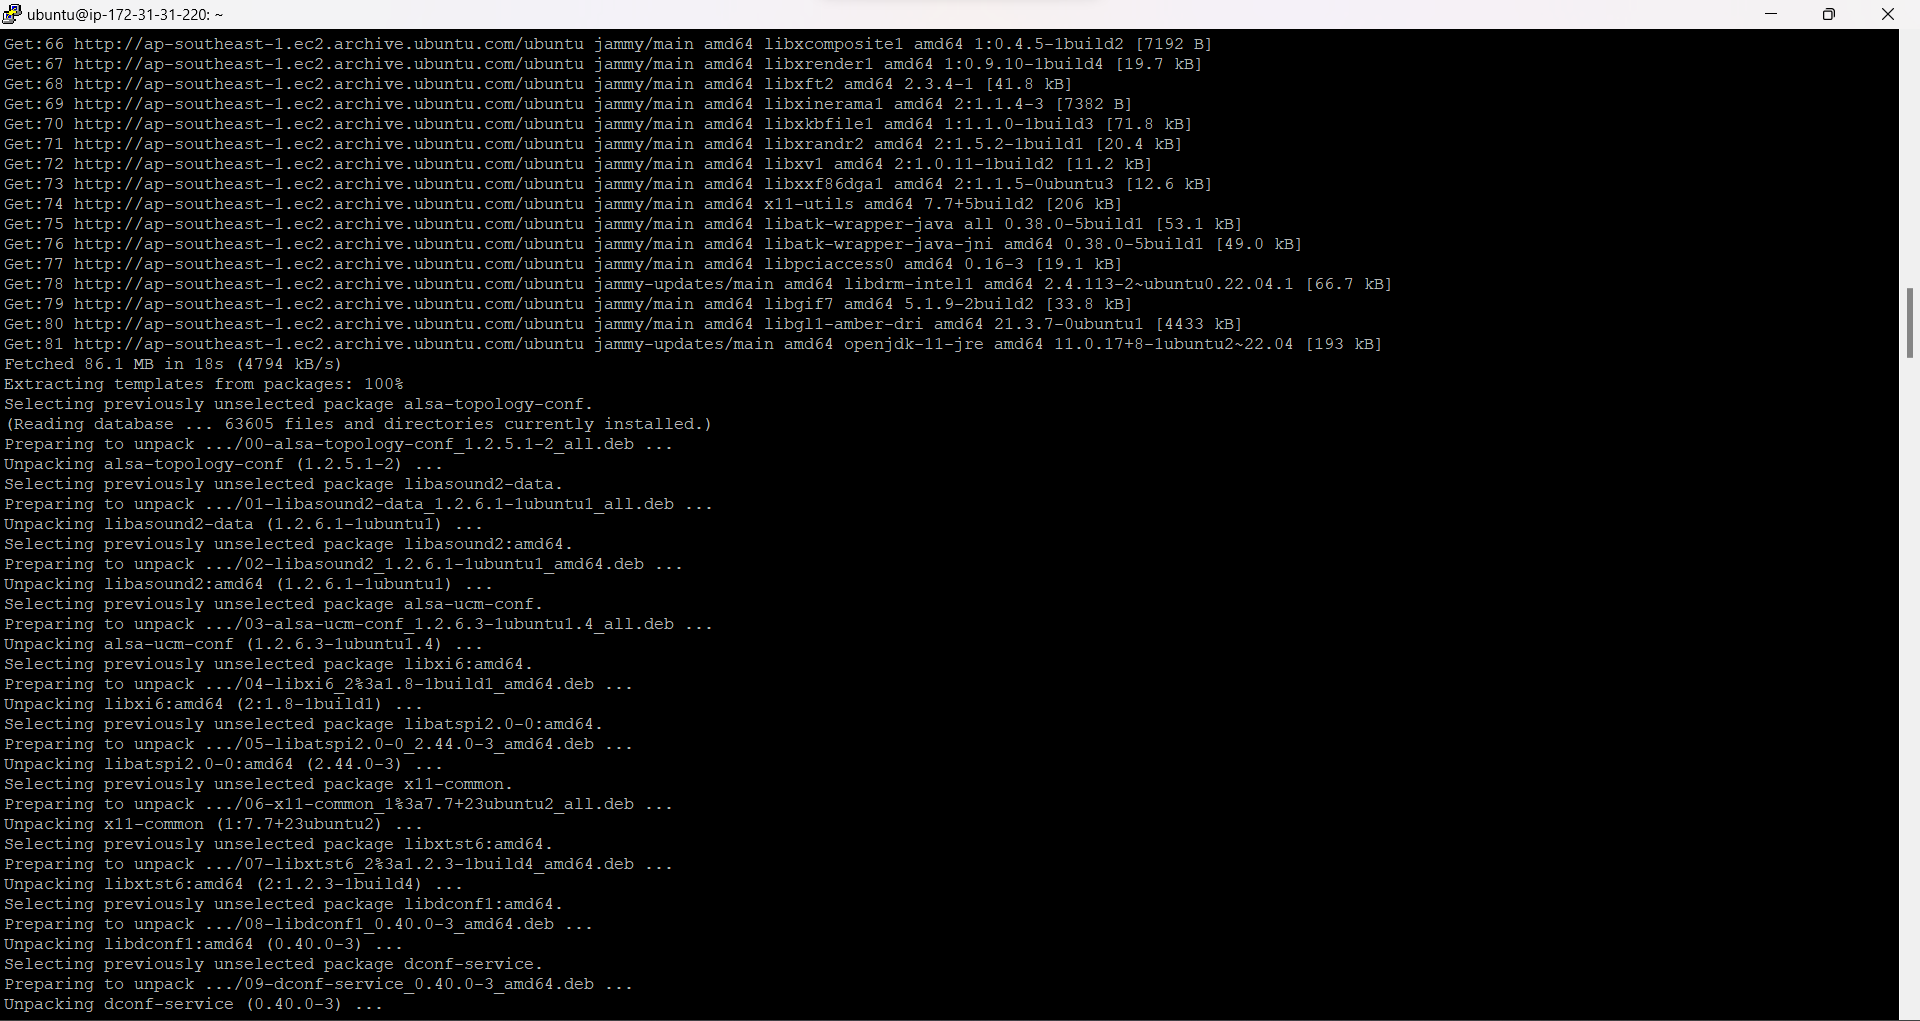 ubuntu@ip-172-31-31-220: ~
Get:66 http://ap-southeast-1.ec2.archive.ubuntu.com/ubuntu jammy/main amd64 libxcomposite1 amd64 1:0.4.5-1build2 [7192 B]
Get:67 http://ap-southeast-1.ec2.archive.ubuntu.com/ubuntu jammy/main amd64 libxrender1 amd64 1:0.9.10-1build4 [19.7 kB]
Get:68 http://ap-southeast-1.ec2.archive.ubuntu.com/ubuntu jammy/main amd64 libxft2 amd64 2.3.4-1 [41.8 kB]
Get:69 http://ap-southeast-1.ec2.archive.ubuntu.com/ubuntu jammy/main amd64 libxinerama1 amd64 2:1.1.4-3 [7382 B]
Get:70 http://ap-southeast-1.ec2.archive.ubuntu.com/ubuntu jammy/main amd64 libxkbfile1 amd64 1:1.1.0-1build3 [71.8 kB]
Get:71 http://ap-southeast-1.ec2.archive.ubuntu.com/ubuntu jammy/main amd64 libxrandr2 amd64 2:1.5.2-1build1 [20.4 kB]
Get:72 http://ap-southeast-1.ec2.archive.ubuntu.com/ubuntu jammy/main amd64 libxv1 amd64 2:1.0.11-1build2 [11.2 kB]
Get:73 http://ap-southeast-1.ec2.archive.ubuntu.com/ubuntu jammy/main amd64 libxxf86dga1 amd64 2:1.1.5-0ubuntu3 [12.6 kB]
Get:74 http://ap-southeast-1.ec2.archive.ubuntu.com/ubuntu jammy/main amd64 x11-utils amd64 7.7+5build2 [206 kB]
Get:75 http://ap-southeast-1.ec2.archive.ubuntu.com/ubuntu jammy/main amd64 libatk-wrapper-java all 0.38.0-5build1 [53.1 kB]
Get:76 http://ap-southeast-1.ec2.archive.ubuntu.com/ubuntu jammy/main amd64 libatk-wrapper-java-jni amd64 0.38.0-5build1 [49.0 kB]
Get:77 http://ap-southeast-1.ec2.archive.ubuntu.com/ubuntu jammy/main amd64 libpciaccess0 amd64 0.16-3 [19.1 kB]
Get:78 http://ap-southeast-1.ec2.archive.ubuntu.com/ubuntu jammy-updates/main amd64 libdrm-intel1 amd64 2.4.113-2~ubuntu0.22.04.1 [66.7 kB]
Get:79 http://ap-southeast-1.ec2.archive.ubuntu.com/ubuntu jammy/main amd64 libgif7 amd64 5.1.9-2build2 [33.8 kB]
Get:80 http://ap-southeast-1.ec2.archive.ubuntu.com/ubuntu jammy/main amd64 libgl1-amber-dri amd64 21.3.7-0ubuntu1 [4433 kB]
Get:81 http://ap-southeast-1.ec2.archive.ubuntu.com/ubuntu jammy-updates/main amd64 openjdk-11-jre amd64 11.0.17+8-1ubuntu2~22.04 [193 kB]
Fetched 86.1 MB in 18s (4794 kB/s)
Extracting templates from packages: 100%
Selecting previously unselected package alsa-topology-conf.
(Reading database ... 63605 files and directories currently installed.)
Preparing to unpack .../00-alsa-topology-conf_1.2.5.1-2_all.deb ...
Unpacking alsa-topology-conf (1.2.5.1-2) ...
Selecting previously unselected package libasound2-data.
Preparing to unpack .../01-libasound2-data_1.2.6.1-1ubuntu1_all.deb ...
Unpacking libasound2-data (1.2.6.1-1ubuntu1) ...
Selecting previously unselected package libasound2:amd64.
Preparing to unpack .../02-libasound2_1.2.6.1-1ubuntu1_amd64.deb ...
Unpacking libasound2:amd64 (1.2.6.1-1ubuntu1) ...
Selecting previously unselected package alsa-ucm-conf.
Preparing to unpack .../03-alsa-ucm-conf_1.2.6.3-1ubuntu1.4_all.deb ...
Unpacking alsa-ucm-conf (1.2.6.3-1ubuntu1.4) ...
Selecting previously unselected package libxi6:amd64.
Preparing to unpack .../04-libxi6_2%3a1.8-1build1_amd64.deb ...
Unpacking libxi6:amd64 (2:1.8-1build1) ...
Selecting previously unselected package libatspi2.0-0:amd64.
Preparing to unpack .../05-libatspi2.0-0_2.44.0-3_amd64.deb ...
Unpacking libatspi2.0-0:amd64 (2.44.0-3) ...
Selecting previously unselected package x11-common.
Preparing to unpack .../06-x11-common_1%3a7.7+23ubuntu2_all.deb ...
Unpacking x11-common (1:7.7+23ubuntu2) ...
Selecting previously unselected package libxtst6:amd64.
Preparing to unpack .../07-libxtst6_2%3a1.2.3-1build4_amd64.deb ...
Unpacking libxtst6:amd64 (2:1.2.3-1build4) ...
Selecting previously unselected package libdconf1:amd64.
Preparing to unpack .../08-libdconf1_0.40.0-3_amd64.deb ...
Unpacking libdconf1:amd64 (0.40.0-3) ...
Selecting previously unselected package dconf-service.
Preparing to unpack .../09-dconf-service_0.40.0-3_amd64.deb ...
Unpacking dconf-service (0.40.0-3) ...